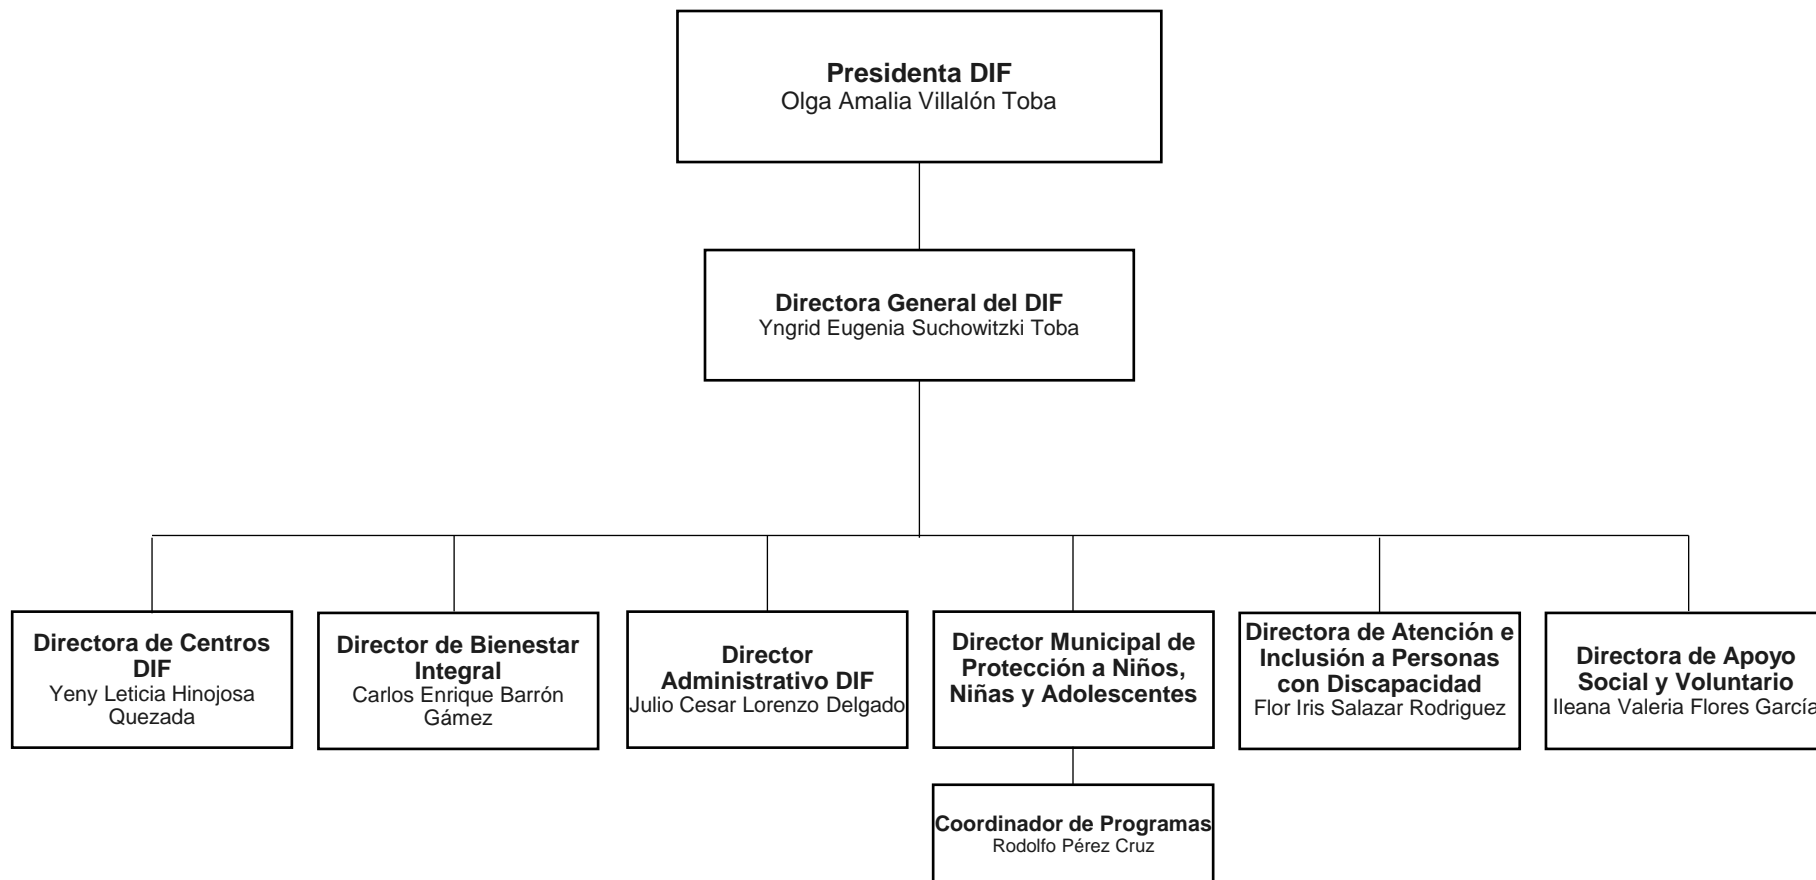 Presidenta DIF
Olga Amalia Villalón Toba
Directora General del DIF
Yngrid Eugenia Suchowitzki Toba
Directora de Centros
DIF
Yeny Leticia Hinojosa
Quezada
Director de Bienestar
Integral
Carlos Enrique Barrón
Gámez
Director
Administrativo DIF
Julio Cesar Lorenzo Delgado
Director Municipal de
Protección a Niños,
Niñas y Adolescentes
Directora de Atención e
Inclusión a Personas
con Discapacidad
Flor Iris Salazar Rodriguez
Directora de Apoyo
Social y Voluntario
Ileana Valeria Flores García
Coordinador de Programas
Rodolfo Pérez Cruz